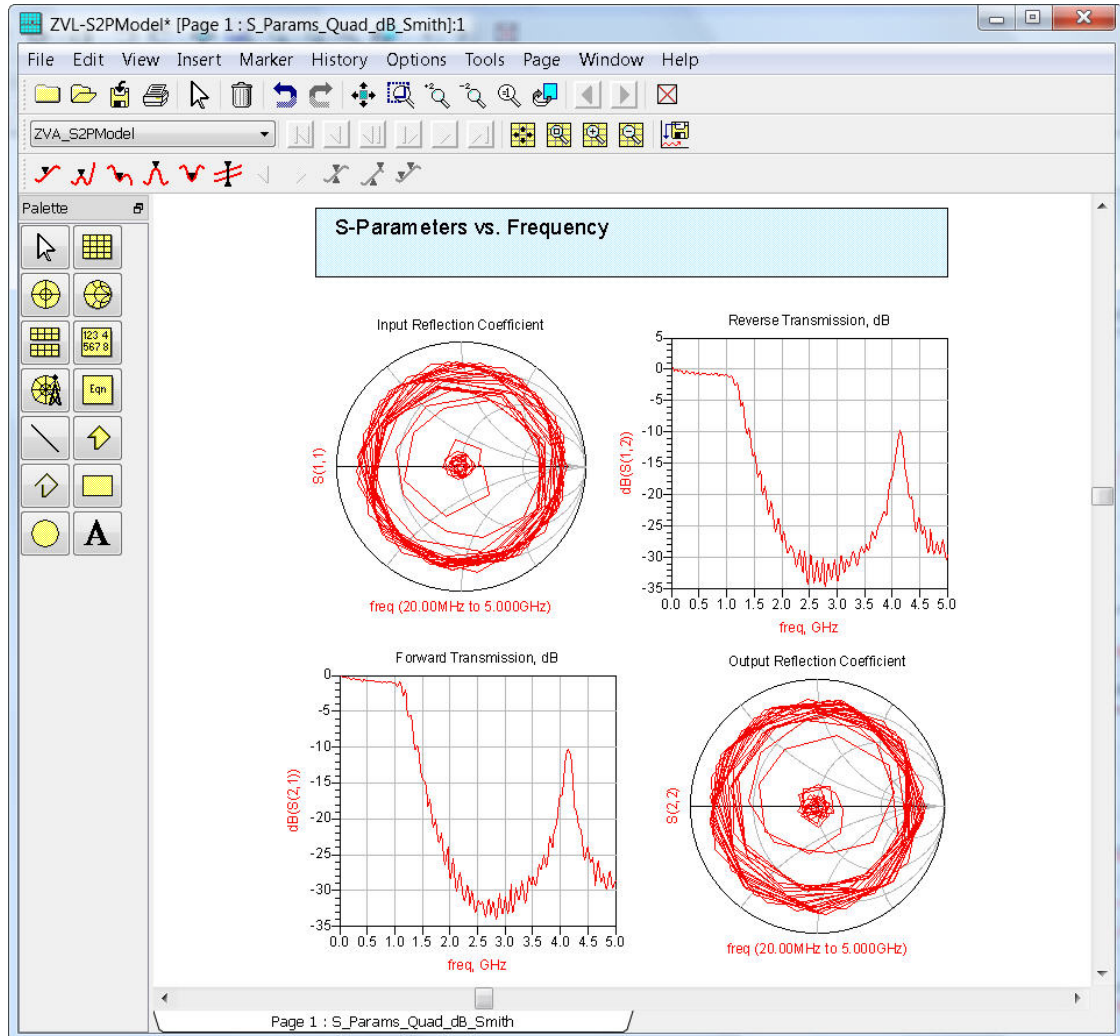 ZVL-S2PModel* [Page 1 : S_Params_Quad_dB_Smith]:1
File Edit View Insert Marker History Options Tools Page Window Help
ZVA_S2PModel
Palette
123 4
567 8
Eqn
A
S-Parameters vs. Frequency
Input Reflection Coefficient
S(1,1)
freq (20.00MHz to 5.000GHz)
Reverse Transmission, dB
dB(S(1,2))
5
0
-5
-10
-15
-20
-25
-30
-35
0.0 0.5 1.0 1.5 2.0 2.5 3.0 3.5 4.0 4.5 5.0
freq, GHz
Forward Transmission, dB
dB(S(2,1))
0
-5
-10
-15
-20
-25
-30
-35
0.0 0.5 1.0 1.5 2.0 2.5 3.0 3.5 4.0 4.5 5.0
freq, GHz
Output Reflection Coefficient
S(2,2)
freq (20.00MHz to 5.000GHz)
Page 1 : S_Params_Quad_dB_Smith